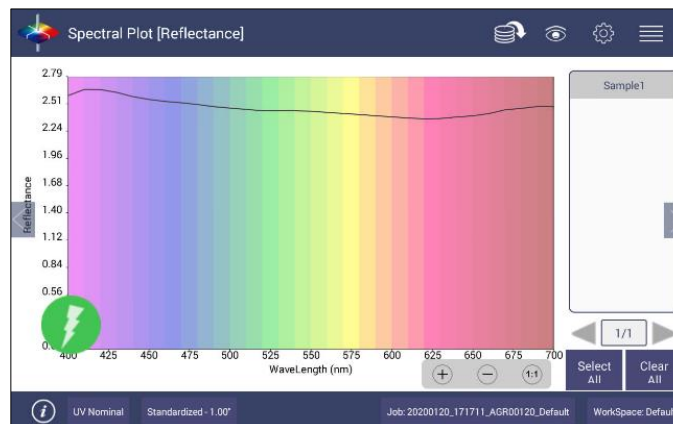 Spectral Plot [Reflectance]
2.79
2.51
2.24
1.96
1.68
1.40
1.12
0.84
0.56
Reflectance
400 425 450 475 500 525 550 575 600 625 650 675 700
WaveLength (nm)
1:1
Sample1
1/1
Select All
Clear All
i
UV Nominal
Standardized - 1.00"
Job: 20200120_171711_AGR00120_Default
WorkSpace: Defaul